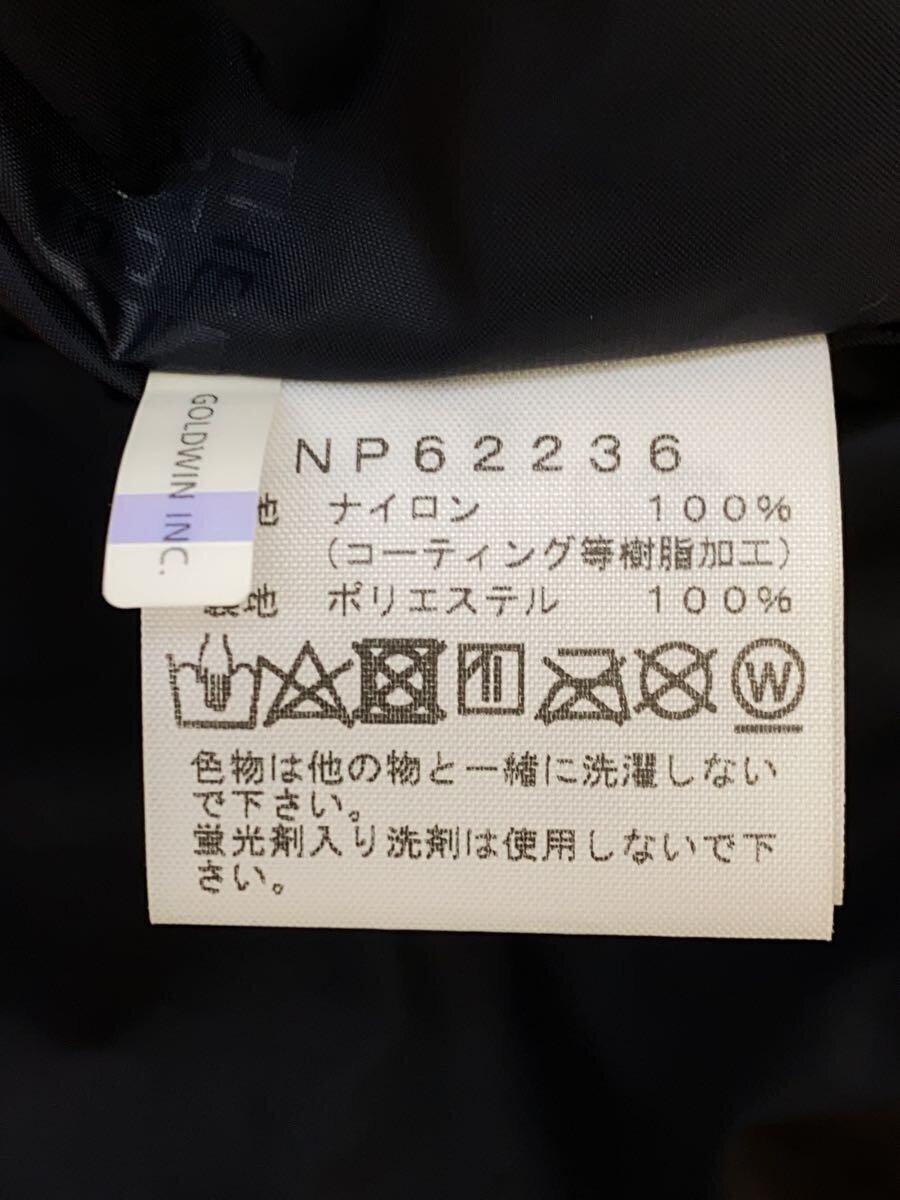 GOLDWIN INC.
NP62236
地 ナイロン 100%
(コーティング等樹脂加工)
地 ポリエステル 100%
W
色物は他の物と一緒に洗濯しない
で下さい。
蛍光剤入り洗剤は使用しないで下
さい。